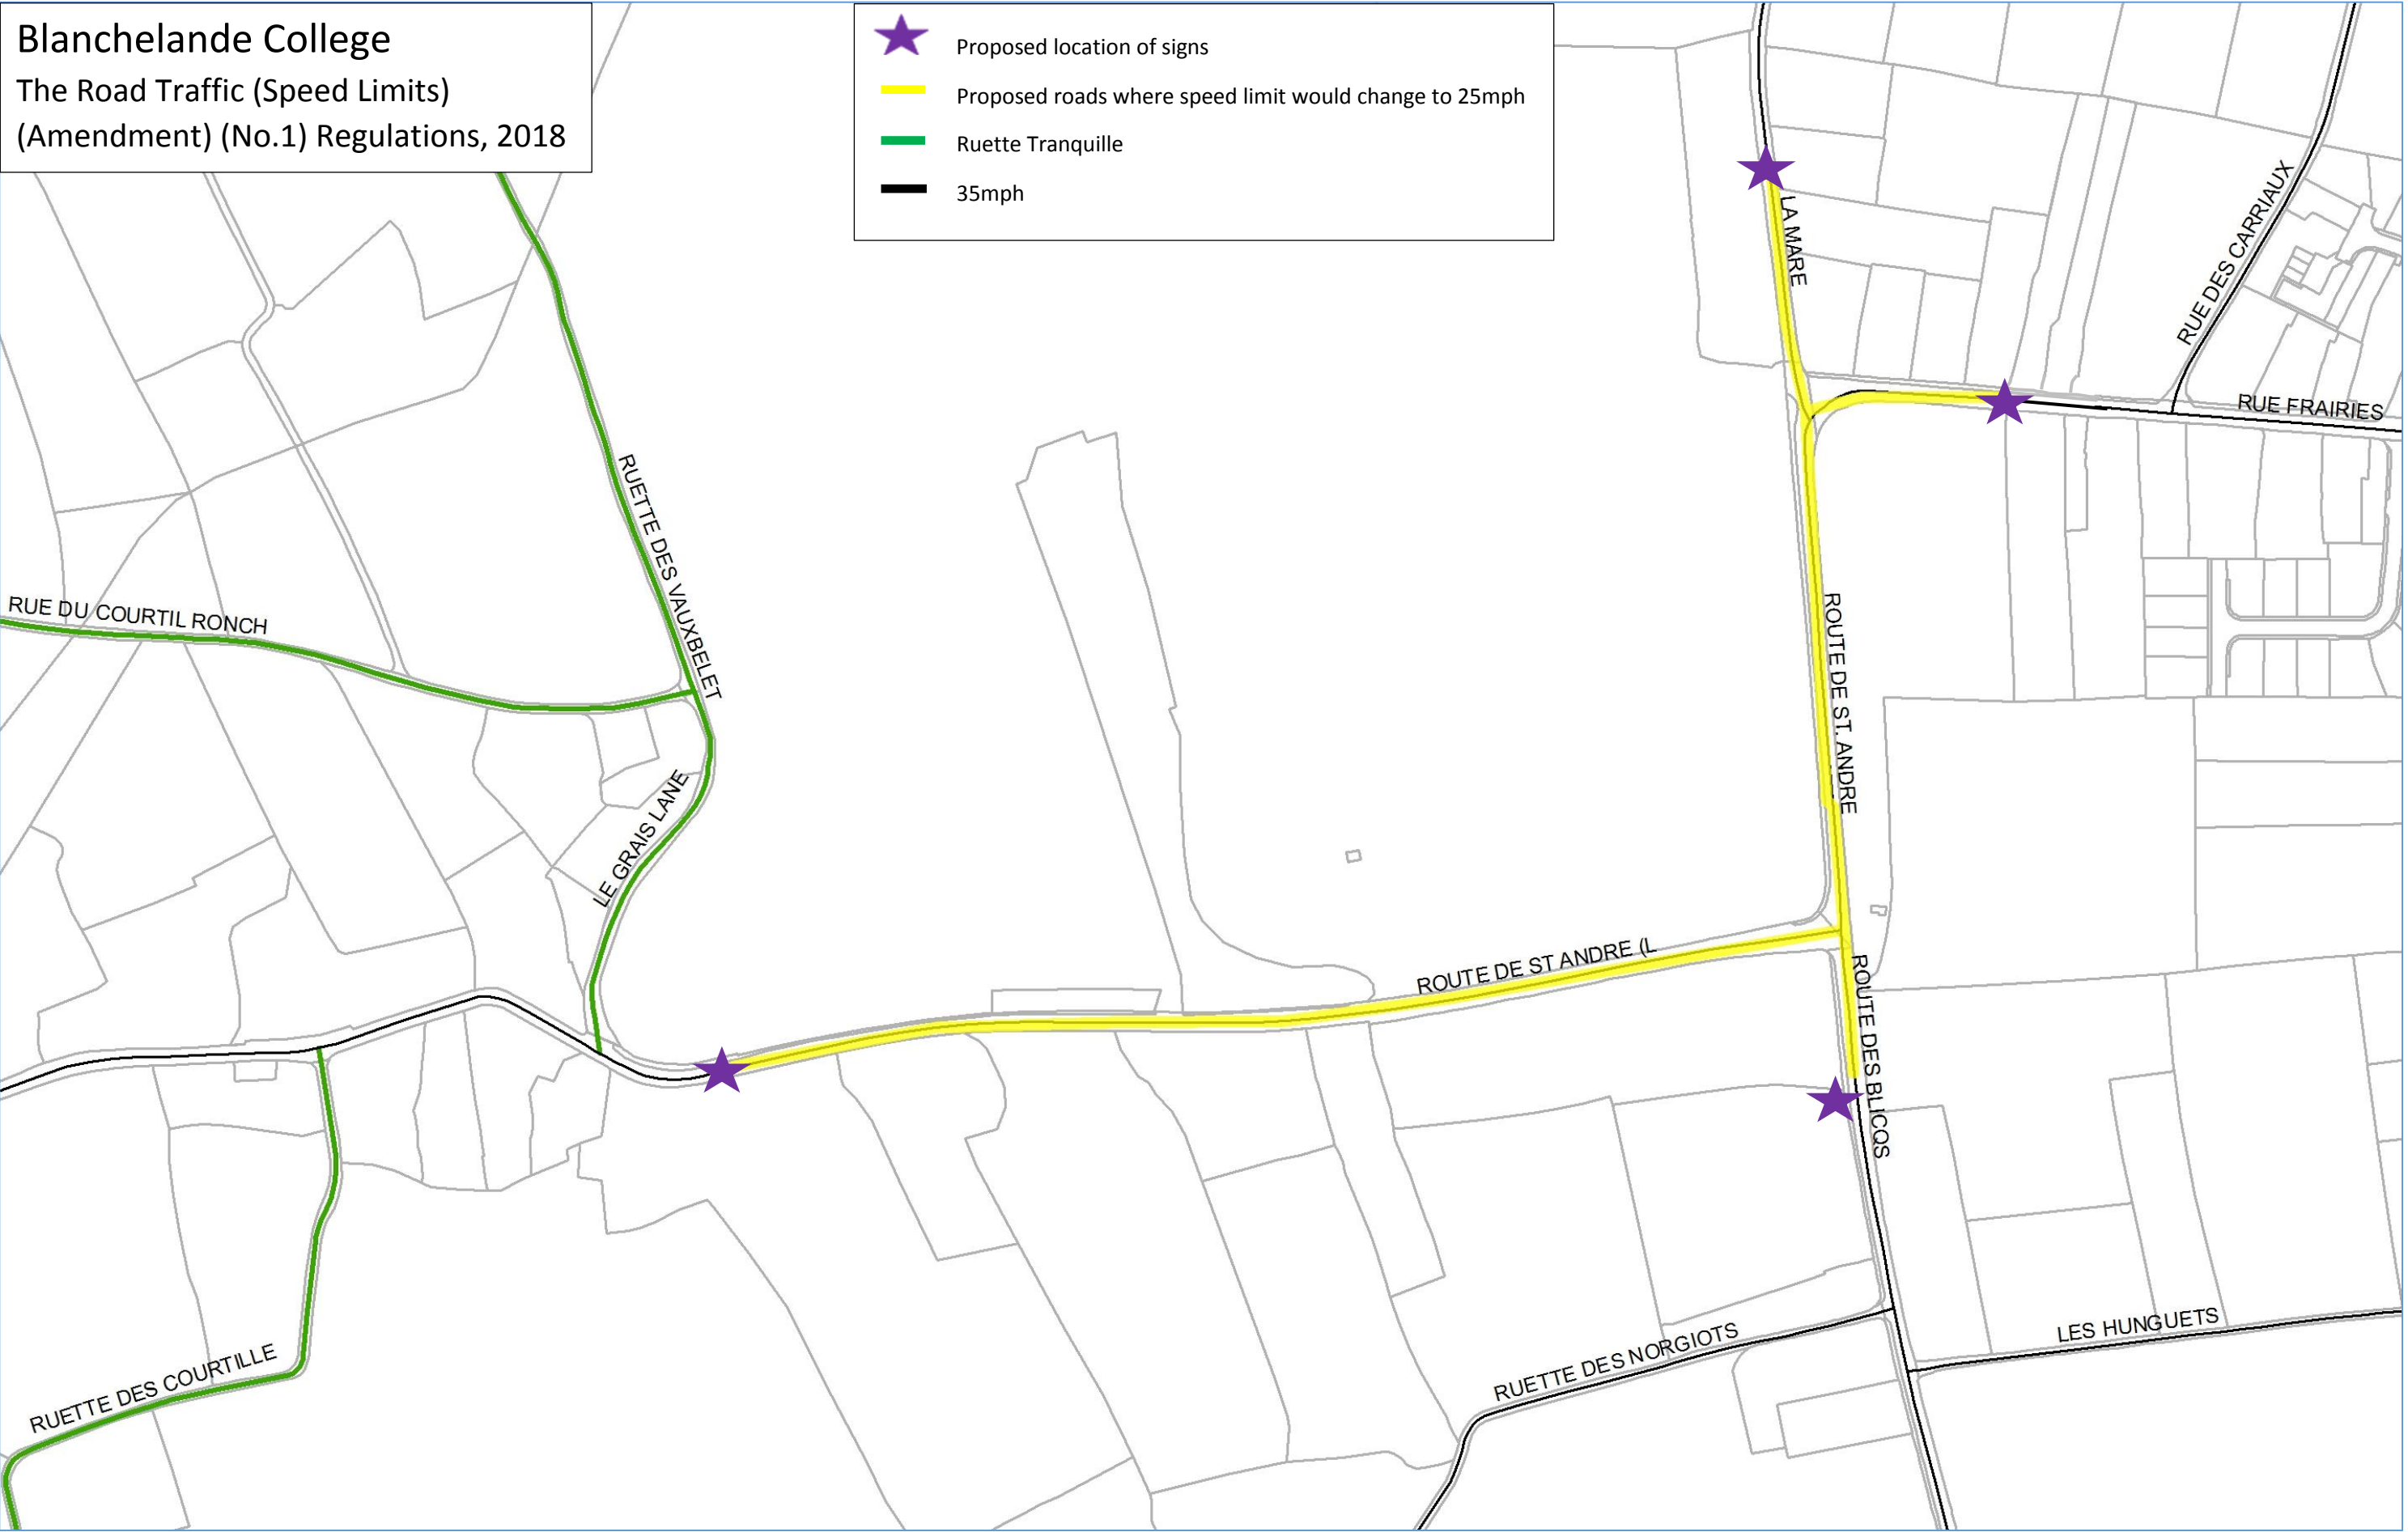 Blanchelande College
The Road Traffic (Speed Limits)
(Amendment) (No.1) Regulations, 2018
Proposed location of signs
Proposed roads where speed limit would change to 25mph
Ruette Tranquille
35mph
LA MARE
RUE DES CARRIAUX
RUE FRAIRIES
RUETTE DES VAUXBELET
RUE DU COURTIL RONCH
ROUTE DE ST. ANDRE
LE GRAIS LANE
ROUTE DE ST ANDRE (L
ROUTE DES BLICQS
RUETTE DES COURTILLE
RUETTE DES NORGIOTS
LES HUNGUETS